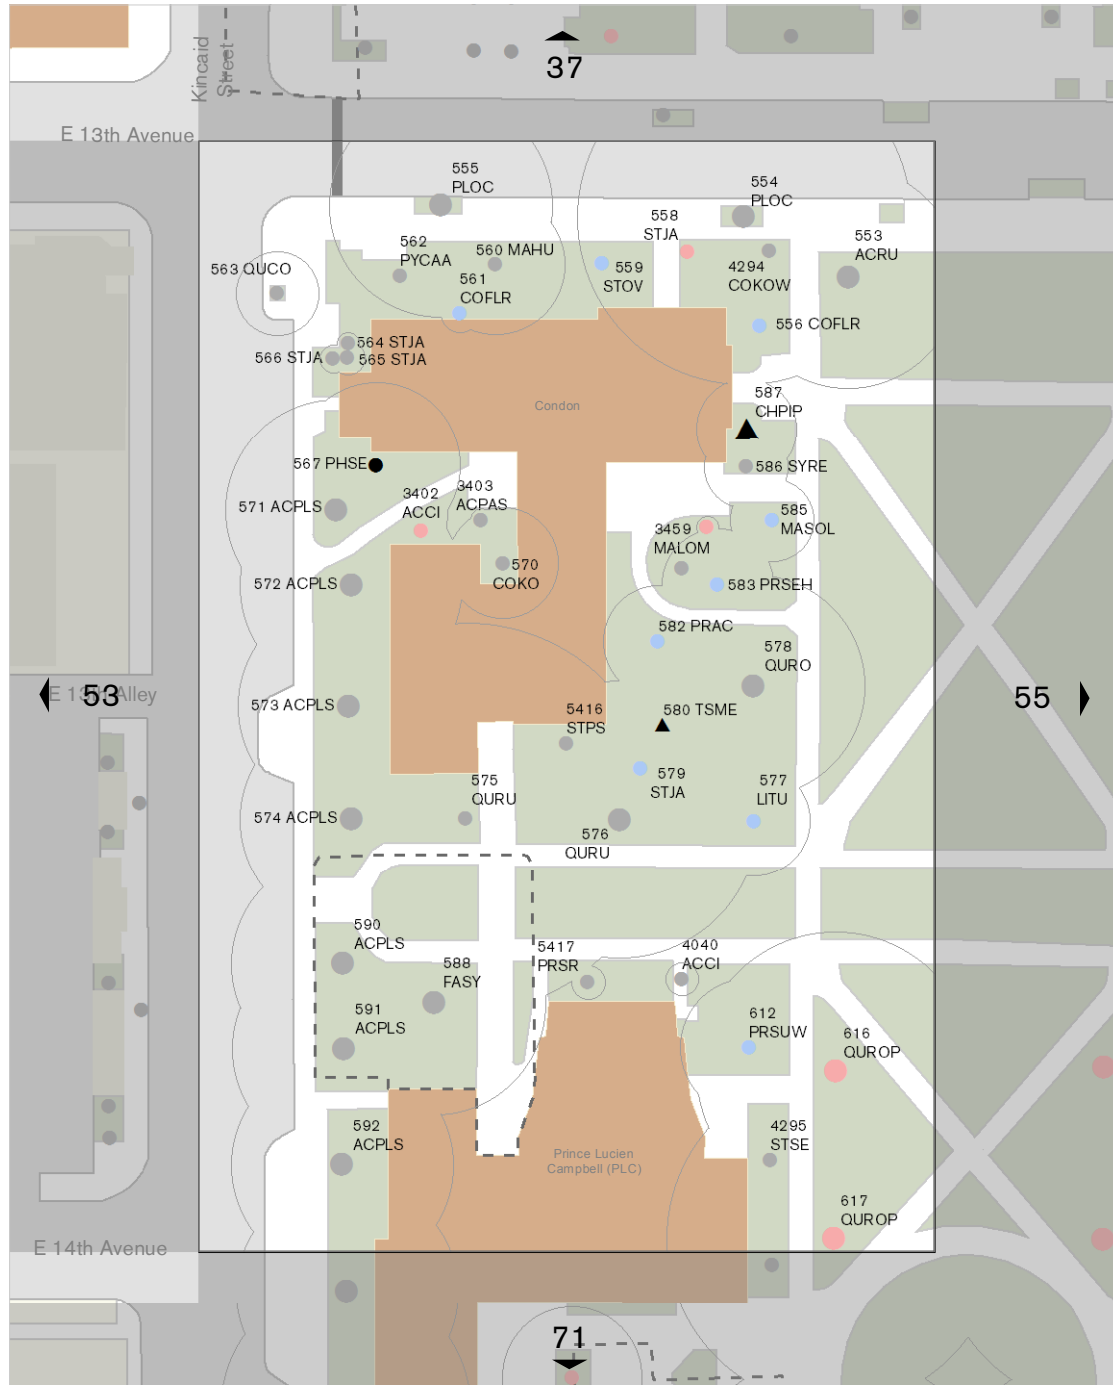 37
Kincaid
Street
E 13th Avenue
555
PLOC
554
PLOC
558
STJA
553
ACRU
562
PYCAA
560 MAHU
559
STOV
4294
COKOW
563 QUCO
561
COFLR
556 COFLR
564 STJA
566 STJA
565 STJA
587
CHPIP
Condon
567 PHSE
586 SYRE
3402
ACCI
3403
ACPAS
571 ACPLS
585
MASOL
3459
MALOM
570
COKO
572 ACPLS
583 PRSEH
582 PRAC
578
QURO
53
E 13th Alley
55
573 ACPLS
5416
STPS
580 TSME
575
QURU
579
STJA
577
LITU
574 ACPLS
576
QURU
590
ACPLS
588
FASY
5417
PRSR
4040
ACCI
591
ACPLS
612
PRSUW
616
QUROP
592
ACPLS
4295
STSE
Prince Lucien
Campbell (PLC)
617
QUROP
E 14th Avenue
71